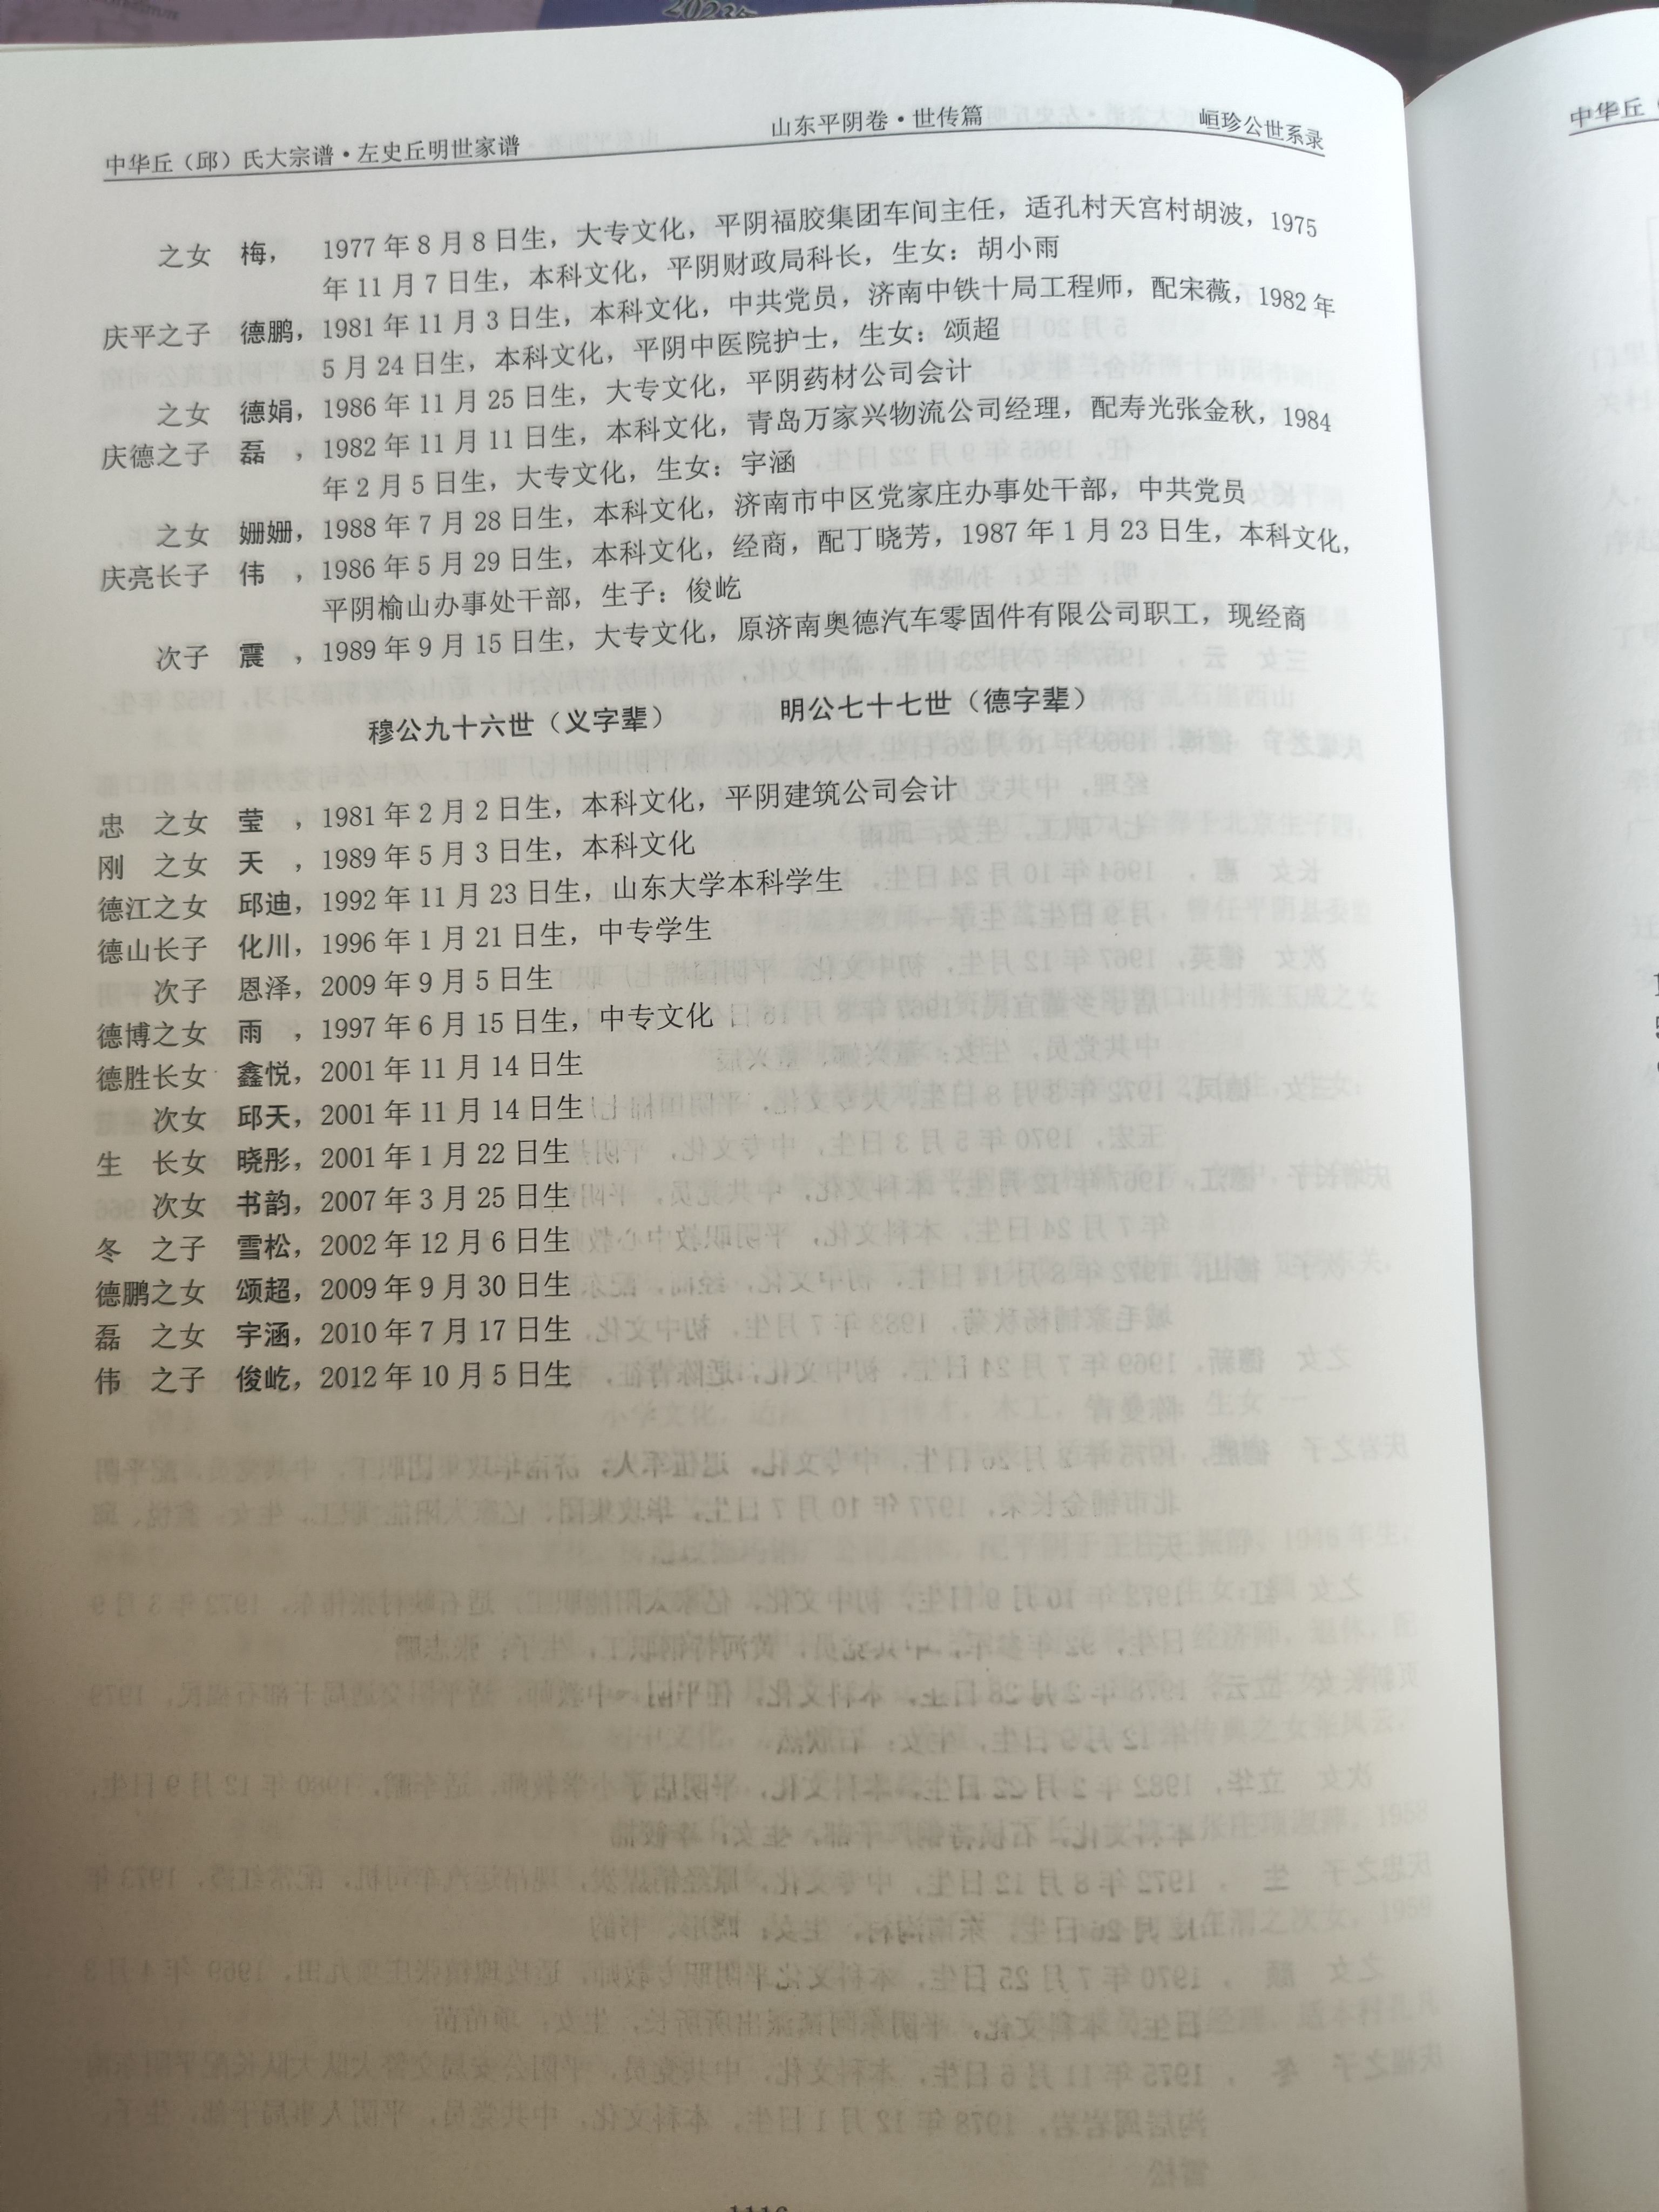 中华丘（邱）氏大宗谱·左史丘明世家谱 山东平阴卷·世传篇 峘珍公世系录
之女 梅， 1977年8月8日生，大专文化，平阴福胶集团车间主任，适孔村天宫村胡波，1975
年11月7日生，本科文化，平阴财政局科长，生女：胡小雨
庆平之子 德鹏，1981年11月3日生，本科文化，中共党员，济南中铁十局工程师，配宋薇，1982年
5月24日生，本科文化，平阴中医院护士，生女：颂超
之女 德娟，1986年11月25日生，大专文化，平阴药材公司会计
庆德之子 磊 ，1982年11月11日生，本科文化，青岛万家兴物流公司经理，配寿光张金秋，1984
年2月5日生，大专文化，生女：宇涵
之女 姗姗，1988年7月28日生，本科文化，济南市中区党家庄办事处干部，中共党员
庆亮长子 伟 ，1986年5月29日生，本科文化，经商，配丁晓芳，1987年1月23日生，本科文化，
平阴榆山办事处干部，生子：俊屹
次子 震 ，1989年9月15日生，大专文化，原济南奥德汽车零固件有限公司职工，现经商
穆公九十六世（义字辈） 明公七十七世（德字辈）
忠 之女 莹 ，1981年2月2日生，本科文化，平阴建筑公司会计
刚 之女 天 ，1989年5月3日生，本科文化
德江之女 邱迪，1992年11月23日生，山东大学本科学生
德山长子 化川，1996年1月21日生，中专学生
次子 恩泽，2009年9月5日生
德博之女 雨 ，1997年6月15日生，中专文化
德胜长女 鑫悦，2001年11月14日生
次女 邱天，2001年11月14日生
生 长女 晓彤，2001年1月22日生
次女 书韵，2007年3月25日生
冬 之子 雪松，2002年12月6日生
德鹏之女 颂超，2009年9月30日生
磊 之女 宇涵，2010年7月17日生
伟 之子 俊屹，2012年10月5日生
中华丘